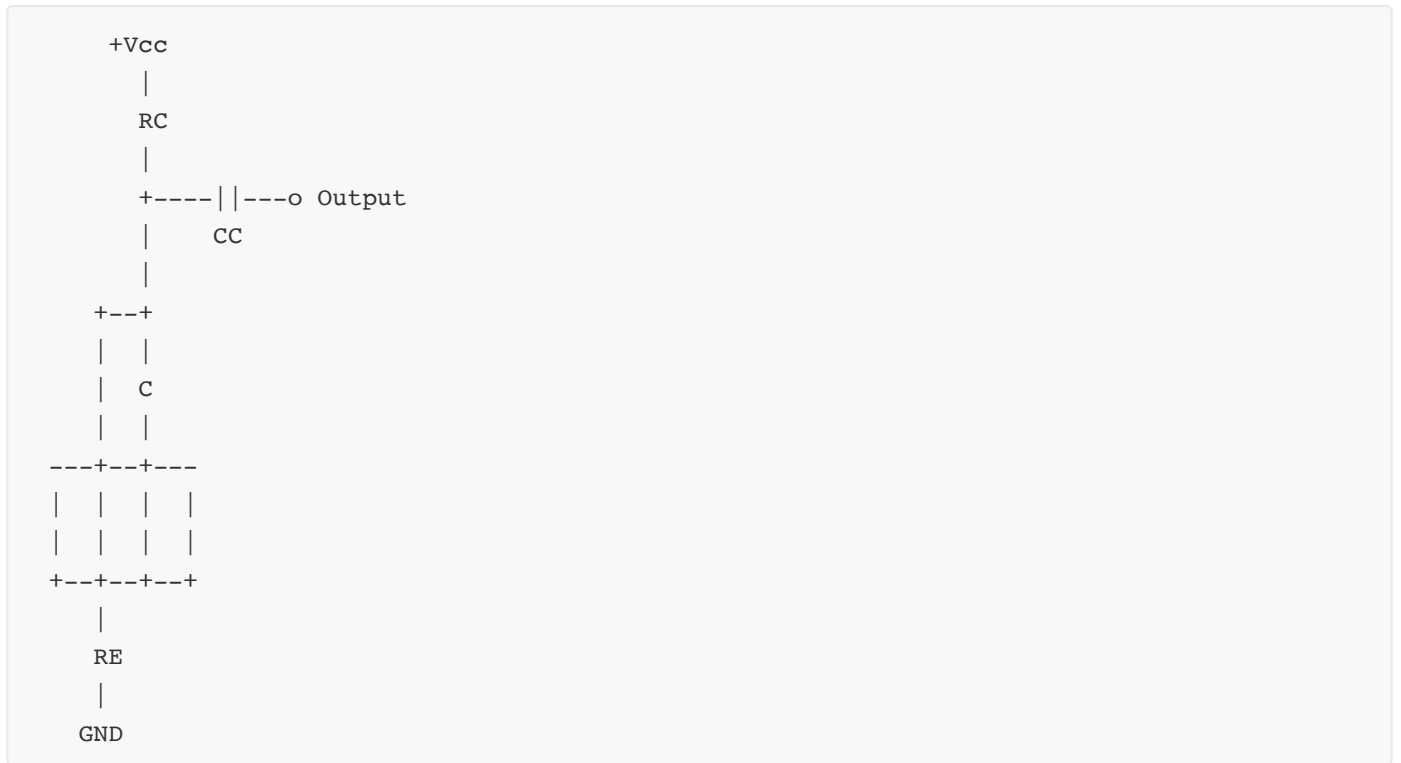 +Vcc
|
RC
|
+----||---o Output
|    CC
|
+--+
|  |
|  C
|  |
---+--+---
|  |  |  |
|  |  |  |
+--+--+--+
|
RE
|
GND